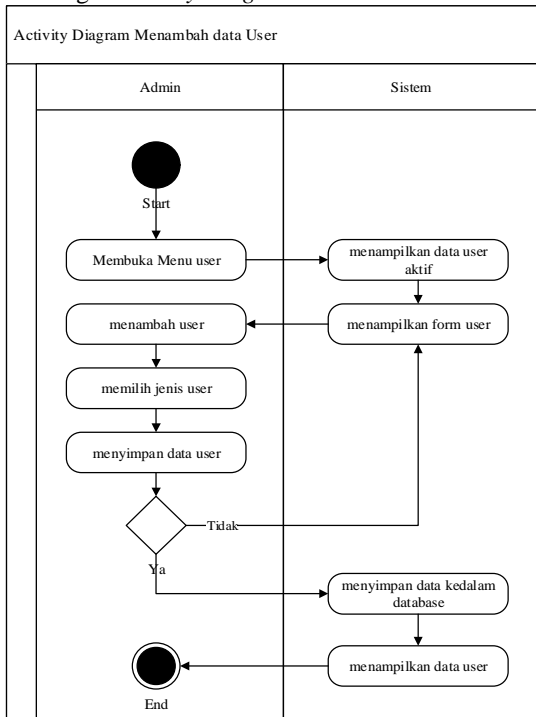 Activity Diagram Menambah data User
Admin
Sistem
Start
Membuka Menu user
menampilkan data user
aktif
menambah user
menampilkan form user
memilih jenis user
menyimpan data user
Tidak
Ya
menyimpan data kedalam
database
menampilkan data user
End